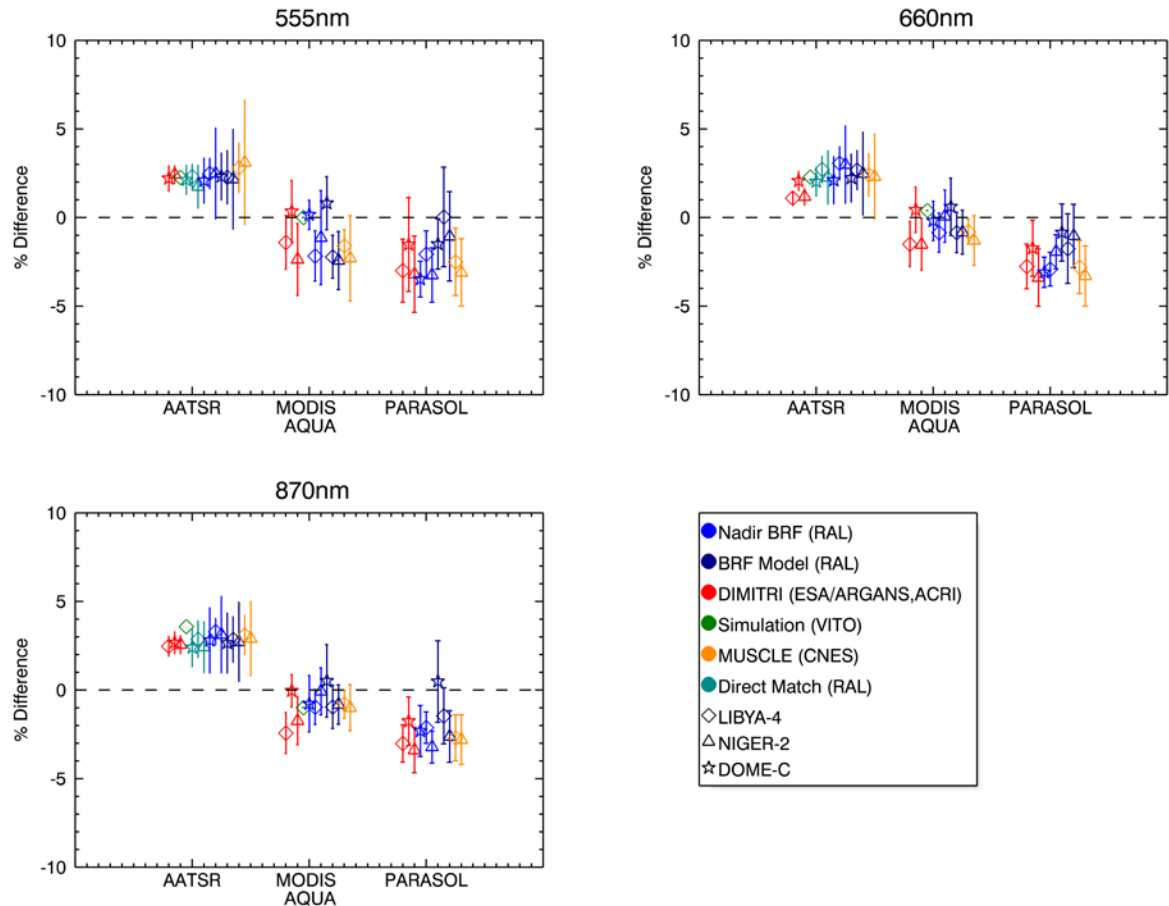 555nm
10
5
0
-5
-10
% Difference
AATSR
MODIS
AQUA
PARASOL
660nm
10
5
0
-5
-10
% Difference
AATSR
MODIS
AQUA
PARASOL
870nm
10
5
0
-5
-10
% Difference
AATSR
MODIS
AQUA
PARASOL
Nadir BRF (RAL)
BRF Model (RAL)
DIMITRI (ESA/ARGANS,ACRI)
Simulation (VITO)
MUSCLE (CNES)
Direct Match (RAL)
LIBYA-4
NIGER-2
DOME-C